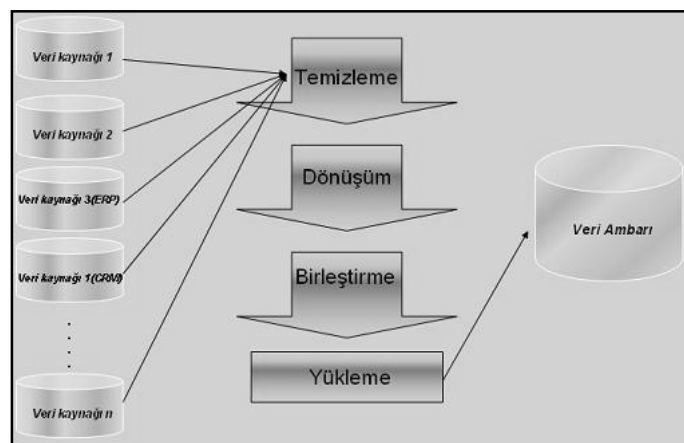 Veri kaynağı 1
Veri kaynağı 2
Veri kaynağı 3(ERP)
Veri kaynağı 1(CRM)
Veri kaynağı n
Temizleme
Dönüşüm
Birleştirme
Yükleme
Veri Ambarı